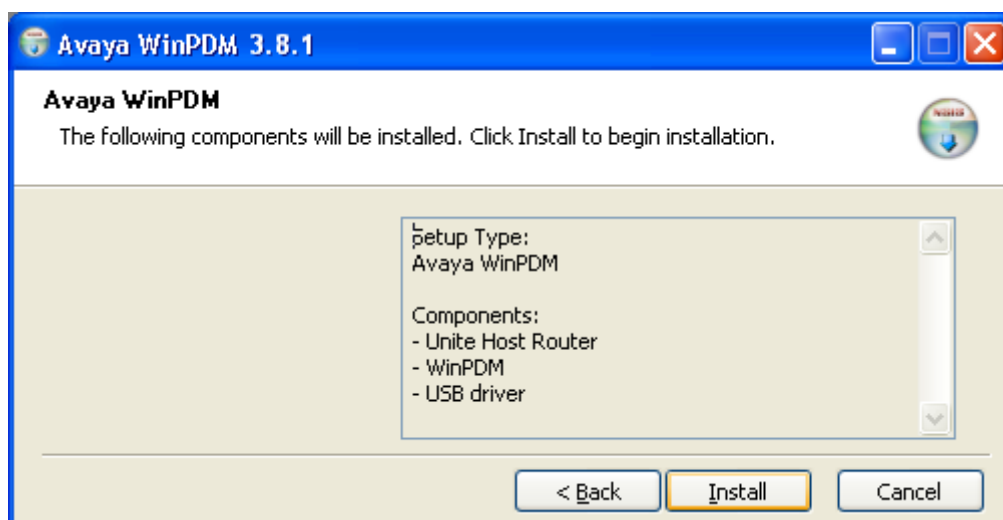 Avaya WinPDM 3.8.1
Avaya WinPDM
The following components will be installed. Click Install to begin installation.
Setup Type:
Avaya WinPDM
Components:
- Unite Host Router
- WinPDM
- USB driver
< Back
Install
Cancel